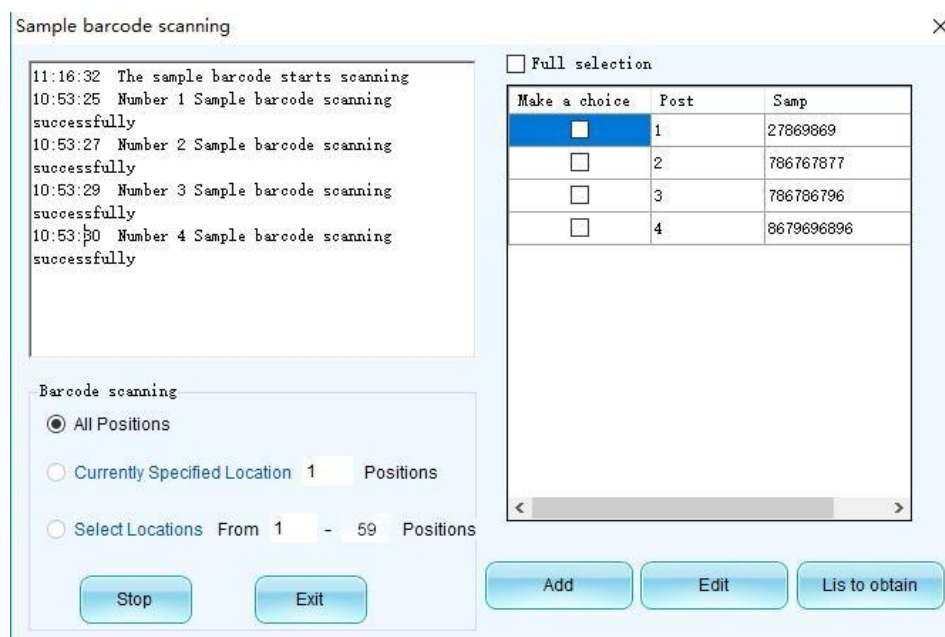 Sample barcode scanning
11:16:32 The sample barcode starts scanning
10:53:25 Number 1 Sample barcode scanning
successfully
10:53:27 Number 2 Sample barcode scanning
successfully
10:53:29 Number 3 Sample barcode scanning
successfully
10:53:30 Number 4 Sample barcode scanning
successfully
Full selection
Make a choice Post Samp
1 27869869
2 786767877
3 786786796
4 8679696896
Barcode scanning
All Positions
Currently Specified Location 1 Positions
Select Locations From 1 - 59 Positions
Stop Exit
Add Edit Lis to obtain